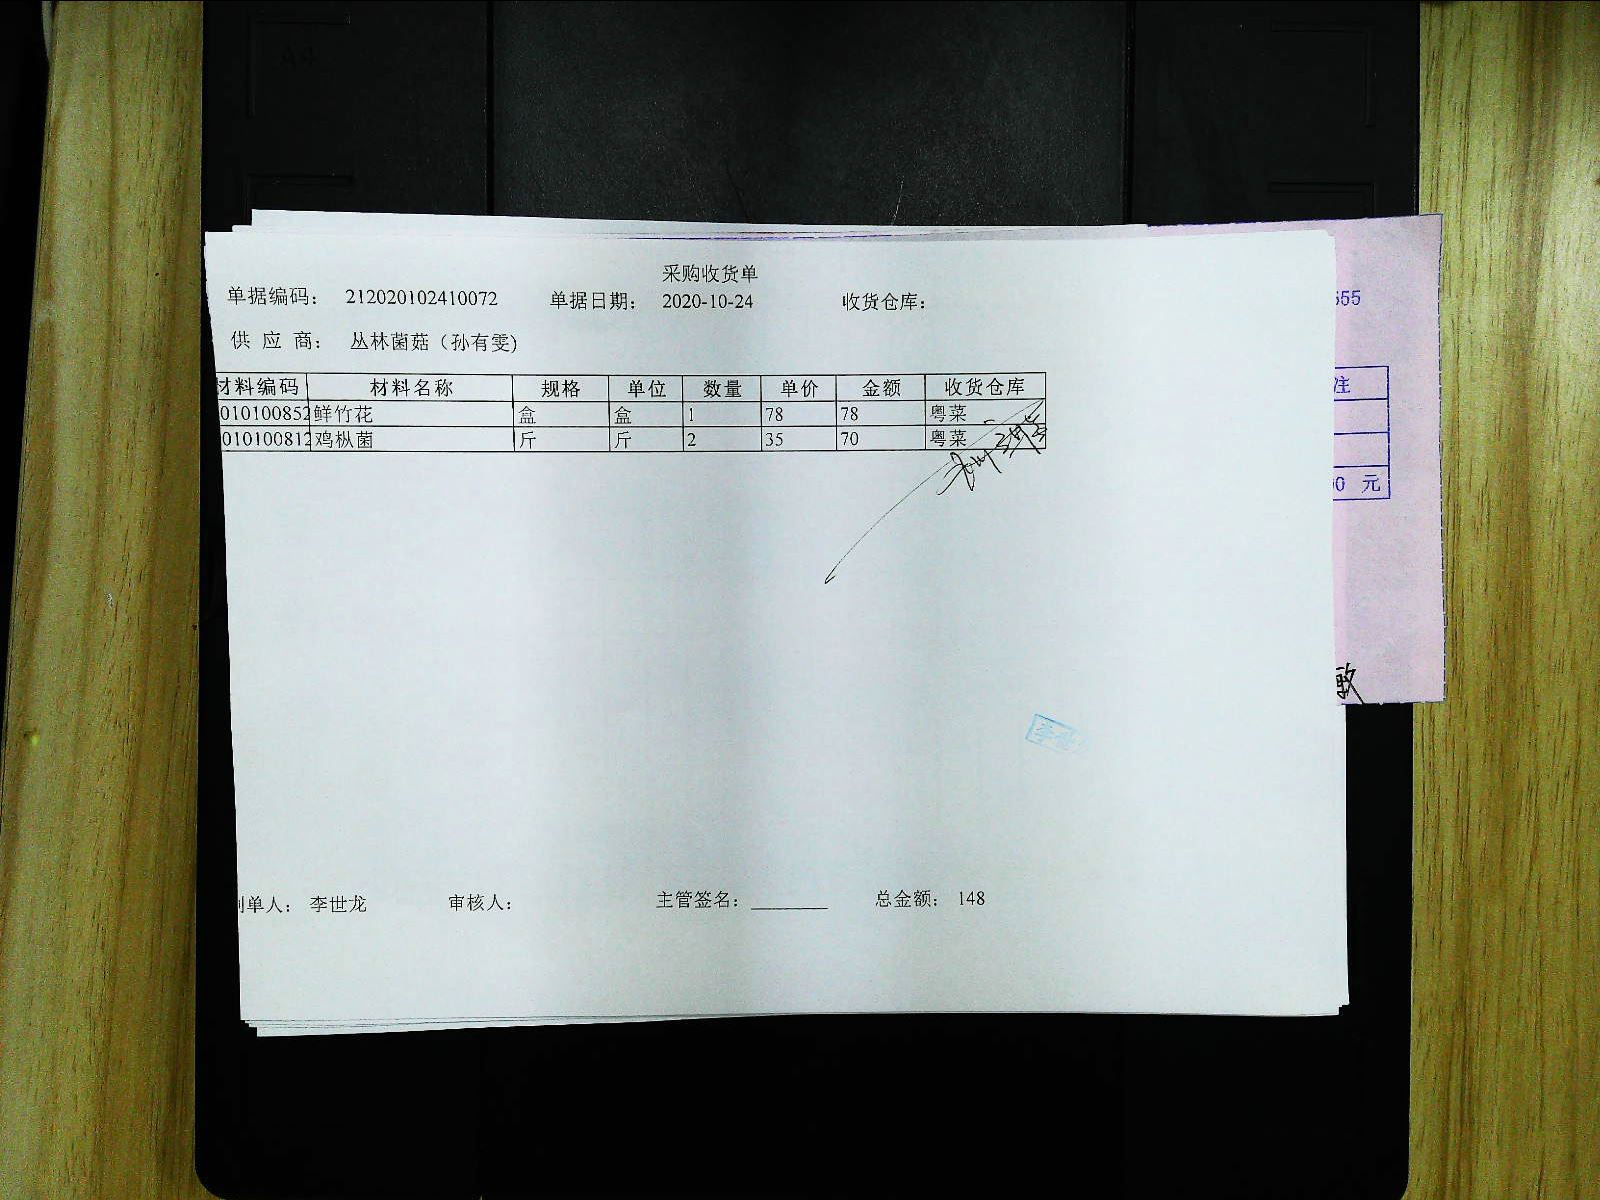 采购收货单
单据编码： 212020102410072 单据日期： 2020-10-24 收货仓库：
供 应 商： 丛林菌菇（孙有雯)
材料编码 材料名称 规格 单位 数量 单价 金额 收货仓库
010100852 鲜竹花 盒 盒 1 78 78 粤菜
010100812 鸡枞菌 斤 斤 2 35 70 粤菜
制单人： 李世龙 审核人： 主管签名： ________ 总金额： 148
555
注
00 元
敏